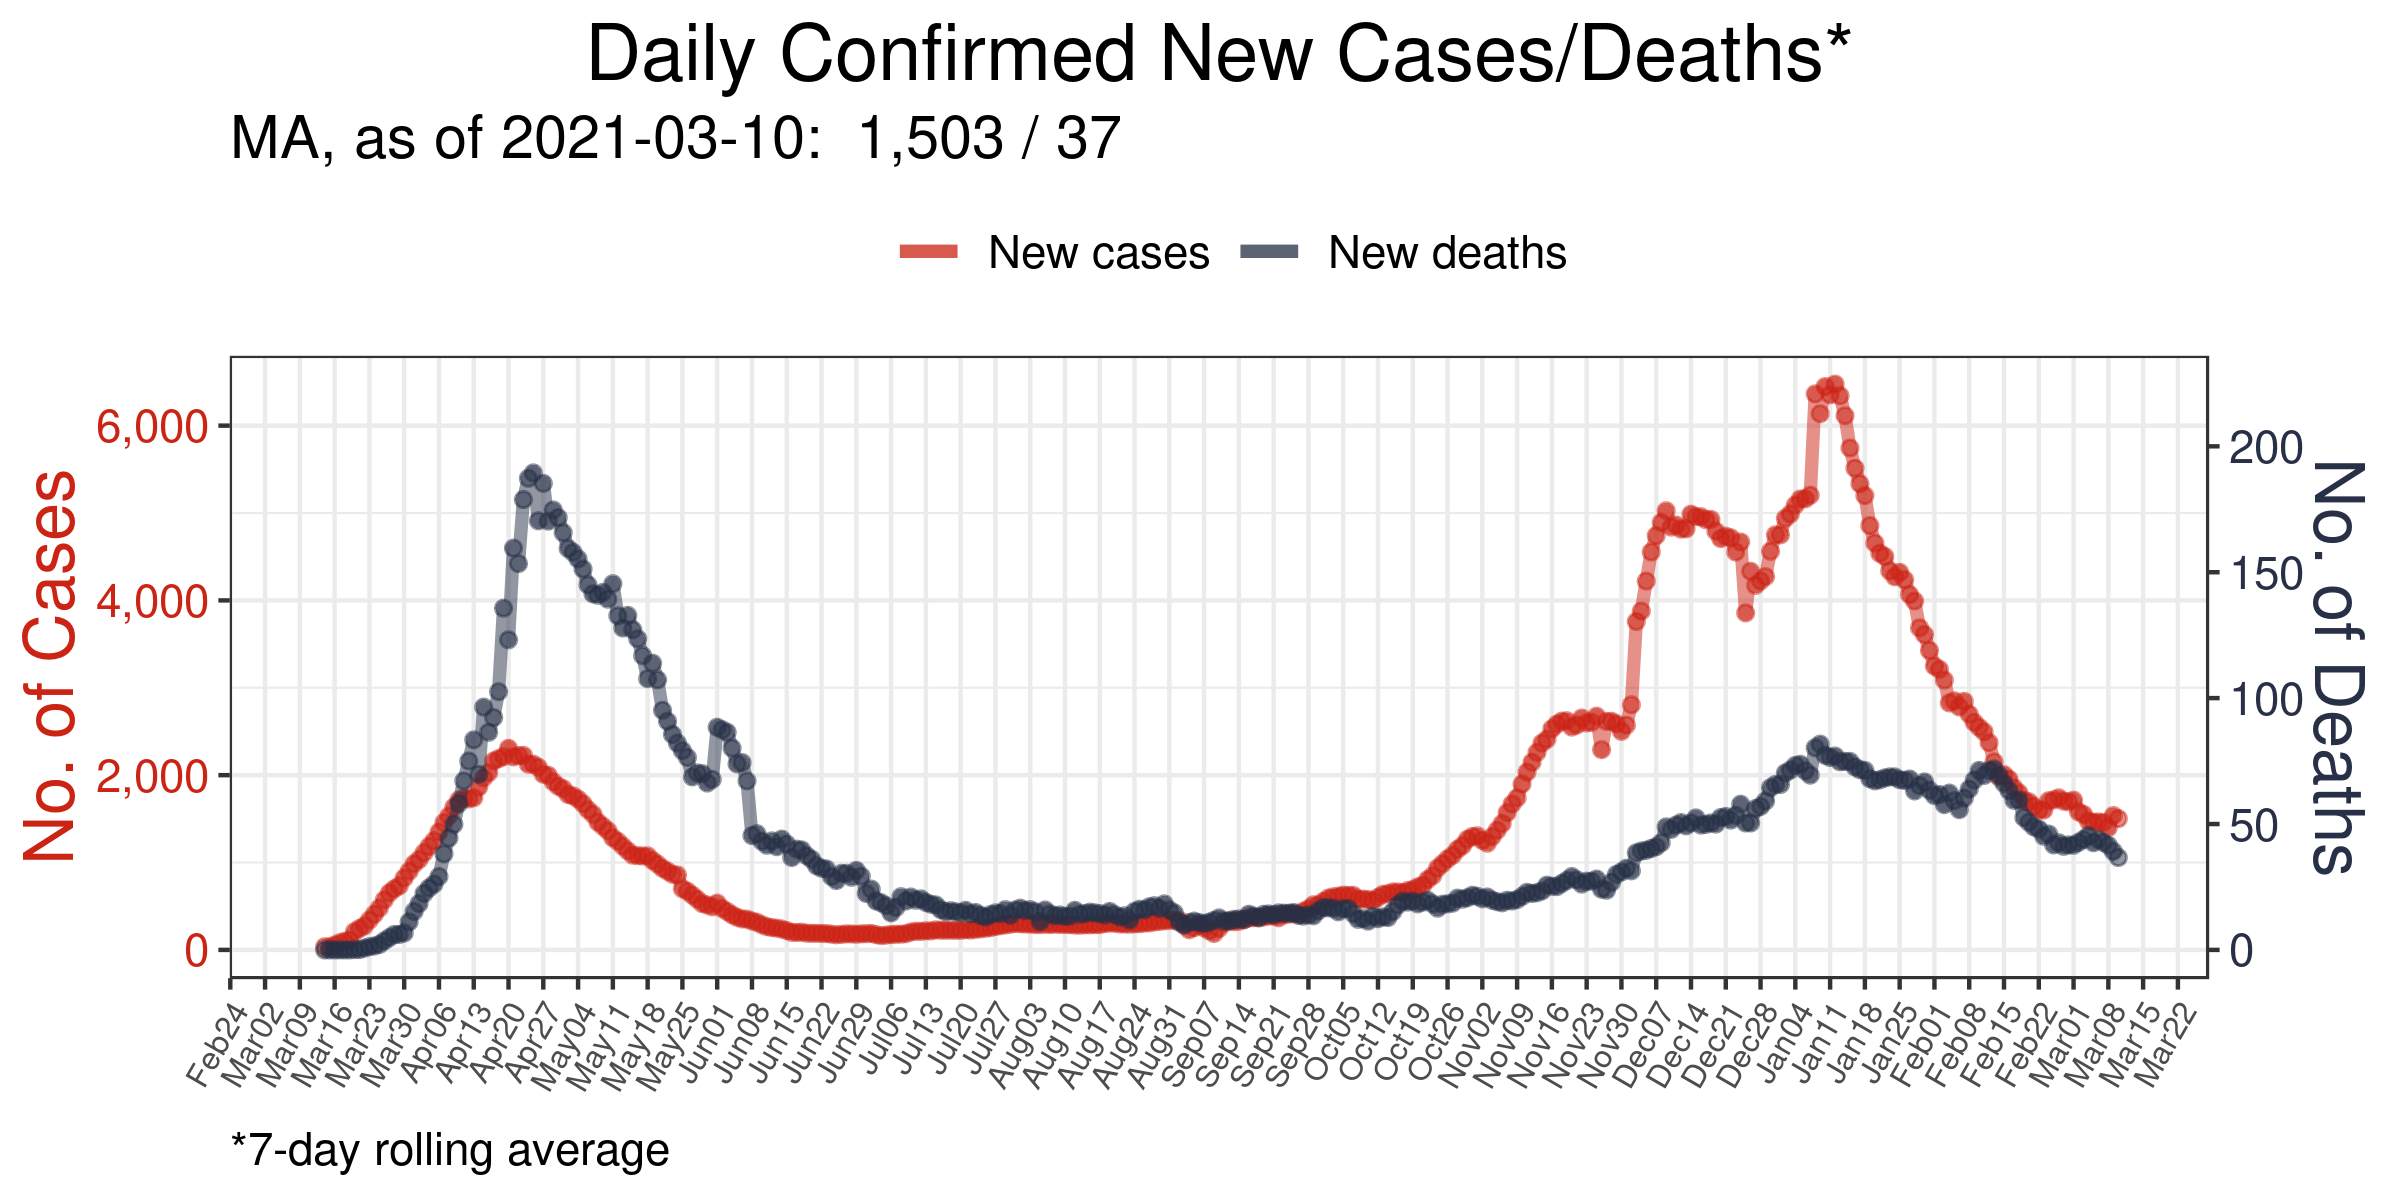 Daily Confirmed New Cases/Deaths*
MA, as of 2021-03-10:  1,503 / 37
New cases
New deaths
No. of Cases
6,000
4,000
2,000
0
200
150
100
50
0
No. of Deaths
Feb24
Mar02
Mar09
Mar16
Mar23
Mar30
Apr06
Apr13
Apr20
Apr27
May04
May11
May18
May25
Jun01
Jun08
Jun15
Jun22
Jun29
Jul06
Jul13
Jul20
Jul27
Aug03
Aug10
Aug17
Aug24
Aug31
Sep07
Sep14
Sep21
Sep28
Oct05
Oct12
Oct19
Oct26
Nov02
Nov09
Nov16
Nov23
Nov30
Dec07
Dec14
Dec21
Dec28
Jan04
Jan11
Jan18
Jan25
Feb01
Feb08
Feb15
Feb22
Mar01
Mar08
Mar15
Mar22
*7-day rolling average